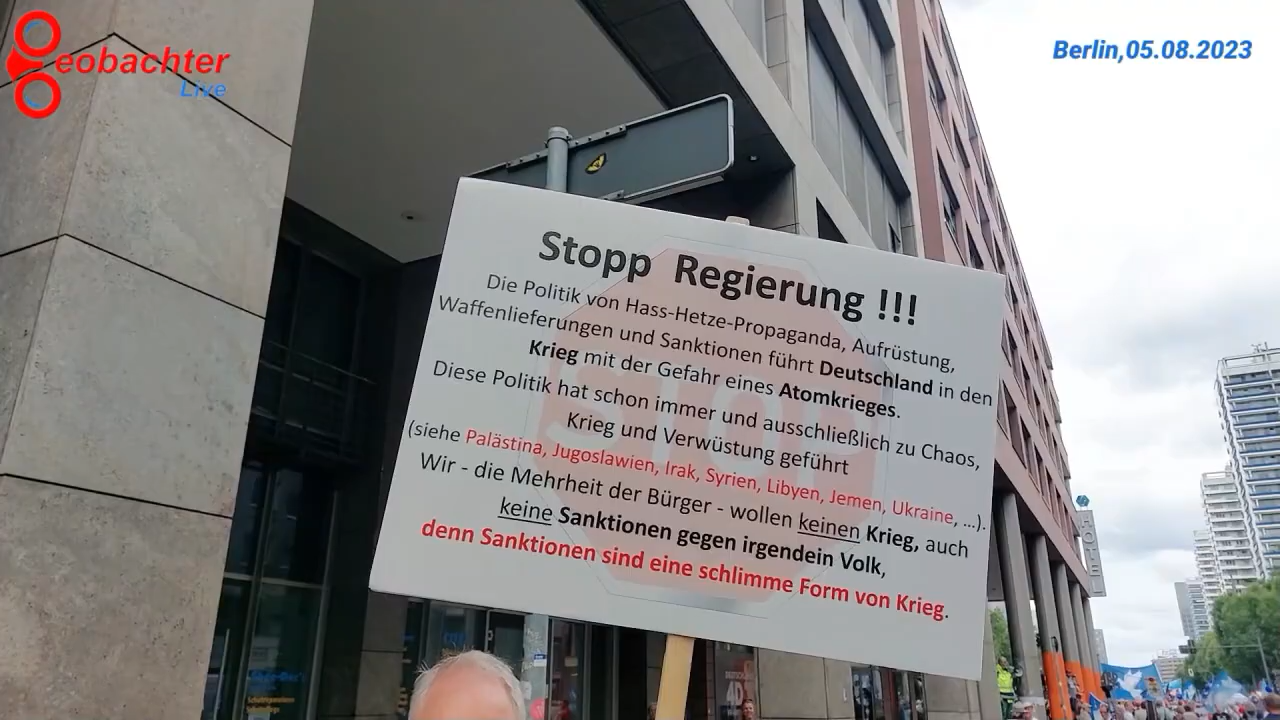 Beobachter
Live
Berlin,05.08.2023
Stopp Regierung !!!
Die Politik von Hass-Hetze-Propaganda, Aufrüstung,
Waffenlieferungen und Sanktionen führt Deutschland in den
Krieg mit der Gefahr eines Atomkrieges.
Diese Politik hat schon immer und ausschließlich zu Chaos,
Krieg und Verwüstung geführt
(siehe Palästina, Jugoslawien, Irak, Syrien, Libyen, Jemen, Ukraine, ...).
Wir - die Mehrheit der Bürger - wollen keinen Krieg, auch
keine Sanktionen gegen irgendein Volk,
denn Sanktionen sind eine schlimme Form von Krieg.
STOP
4D